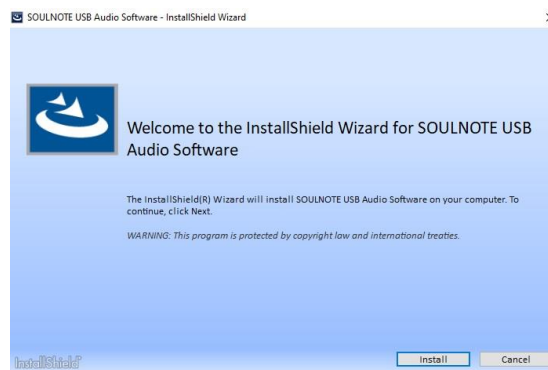 SOULNOTE USB Audio Software - InstallShield Wizard
Welcome to the InstallShield Wizard for SOULNOTE USB
Audio Software
The InstallShield(R) Wizard will install SOULNOTE USB Audio Software on your computer. To
continue, click Next.
WARNING: This program is protected by copyright law and international treaties.
InstallShield
Install
Cancel